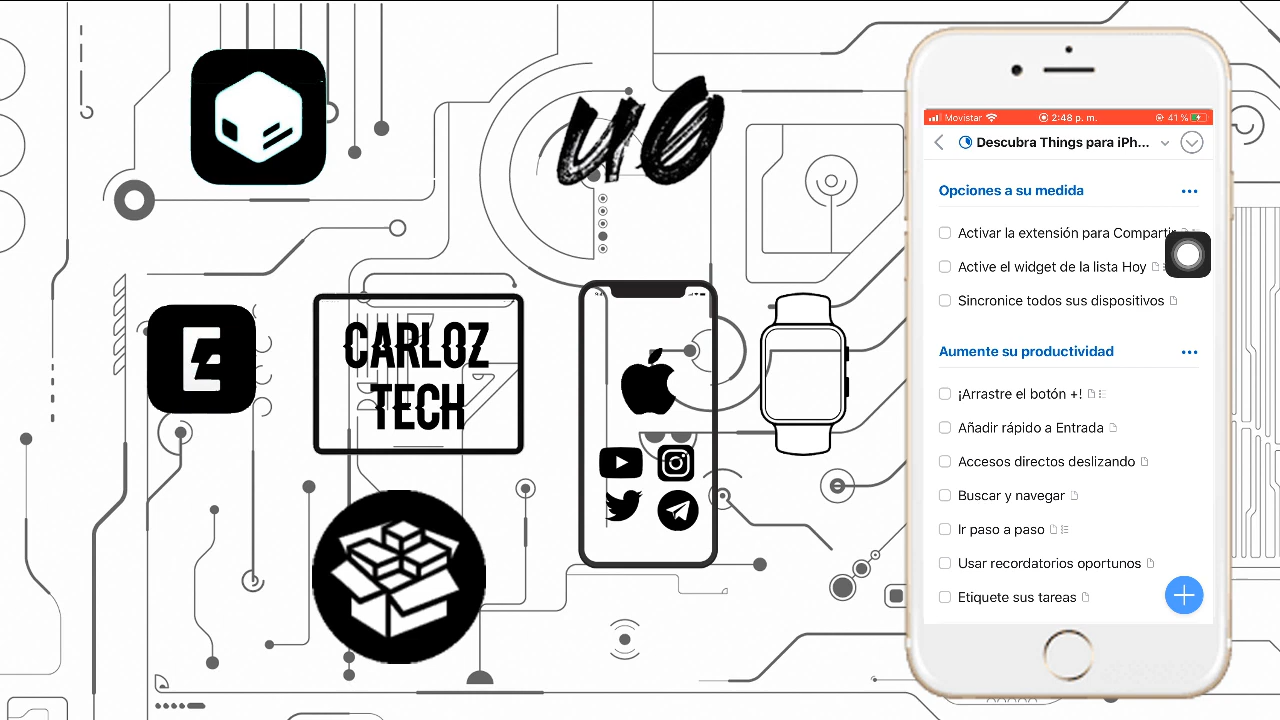 u0
CARLOZ
TECH
Movistar
2:48 p. m.
41 %
Descubra Things para iPh...
Opciones a su medida
Activar la extensión para Compartir
Active el widget de la lista Hoy
Sincronice todos sus dispositivos
Aumente su productividad
¡Arrastre el botón +!
Añadir rápido a Entrada
Accesos directos deslizando
Buscar y navegar
Ir paso a paso
Usar recordatorios oportunos
Etiquete sus tareas